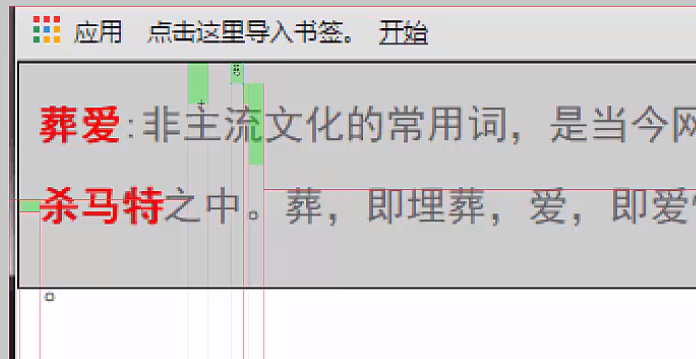 应用 点击这里导入书签。 开始
葬爱:非主流文化的常用词，是当今网
杀马特之中。葬，即埋葬，爱，即爱